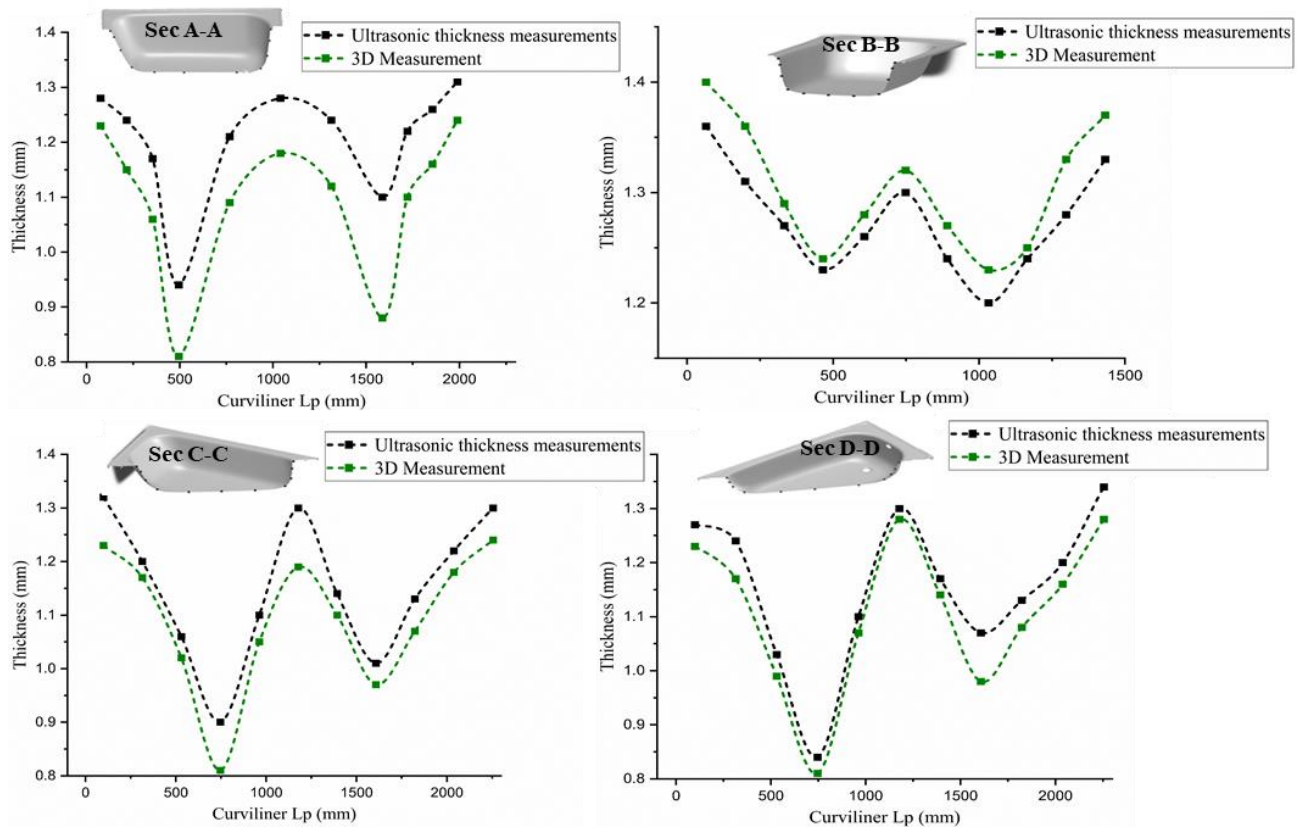 Sec A-A
Ultrasonic thickness measurements
3D Measurement
1.4
1.3
1.2
1.1
1.0
0.9
0.8
Thickness (mm)
0 500 1000 1500 2000
Curviliner Lp (mm)
Sec B-B
Ultrasonic thickness measurements
3D Measurement
1.4
1.3
1.2
Thickness (mm)
0 500 1000 1500
Curviliner Lp (mm)
Sec C-C
Ultrasonic thickness measurements
3D Measurement
1.3
1.2
1.1
1.0
0.9
0.8
Thickness (mm)
0 500 1000 1500 2000
Curviliner Lp (mm)
Sec D-D
Ultrasonic thickness measurements
3D Measurement
1.3
1.2
1.1
1.0
0.9
0.8
Thickness (mm)
0 500 1000 1500 2000
Curviliner Lp (mm)